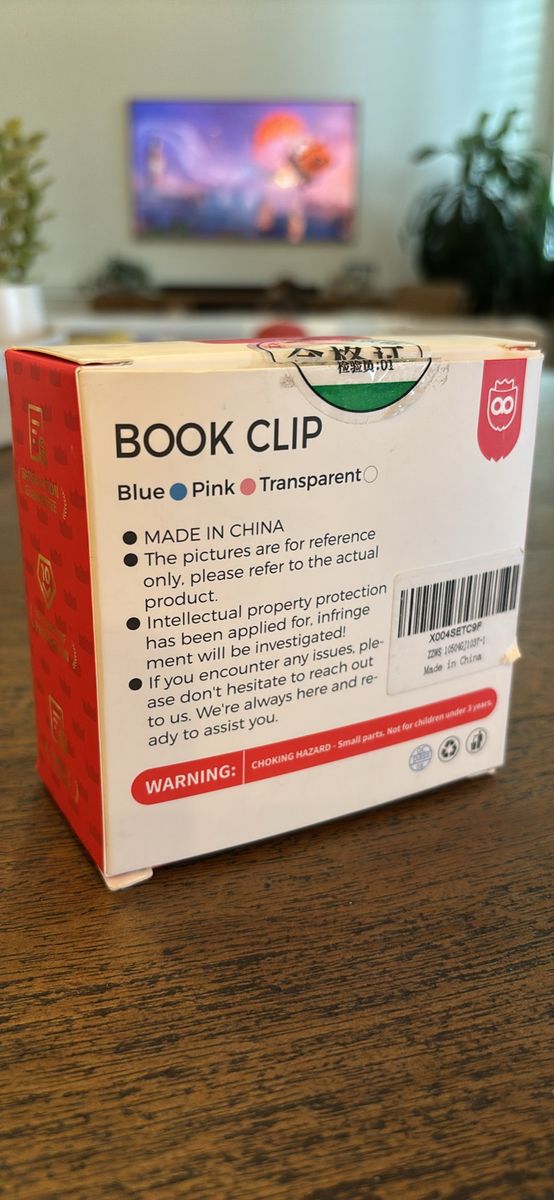 检验员:01
BOOK CLIP
Blue Pink Transparent
● MADE IN CHINA
● The pictures are for reference
only, please refer to the actual
product.
● Intellectual property protection
has been applied for, infringe
ment will be investigated!
● If you encounter any issues, ple-
ase don't hesitate to reach out
to us. We're always here and re-
ady to assist you.
X004SETC9F
Made in China
WARNING: CHOKING HAZARD - Small parts. Not for children under 3 years.